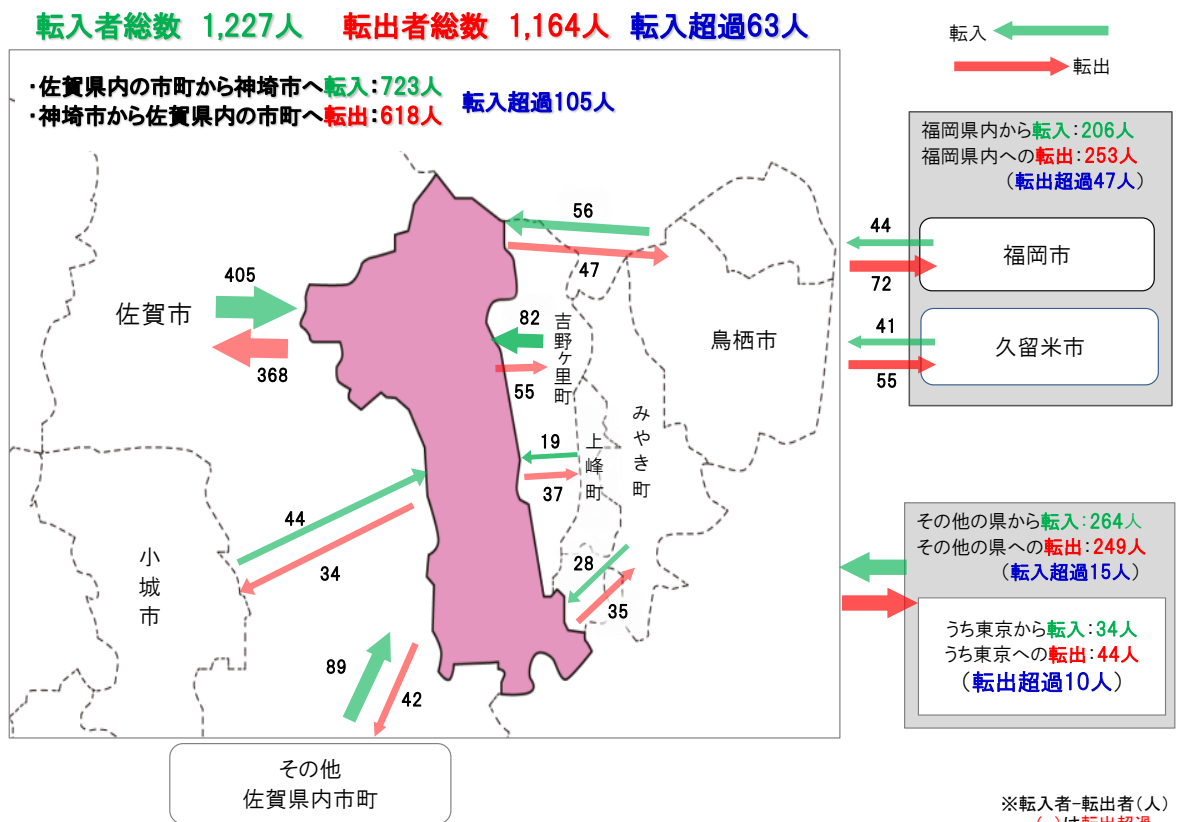 転入者総数 1,227人 転出者総数 1,164人 転入超過63人
転入
転出
・佐賀県内の市町から神埼市へ転入:723人
・神埼市から佐賀県内の市町へ転出:618人
転入超過105人
福岡県内から転入:206人
福岡県内への転出:253人
(転出超過47人)
56
47
44
72
福岡市
405
佐賀市
368
82
吉野ヶ里町
55
鳥栖市
41
55
久留米市
19
上峰町
37
みやき町
44
34
小城市
28
35
その他の県から転入:264人
その他の県への転出:249人
(転入超過15人)
うち東京から転入:34人
うち東京への転出:44人
(転出超過10人)
89
42
その他
佐賀県内市町
※転入者-転出者(人)